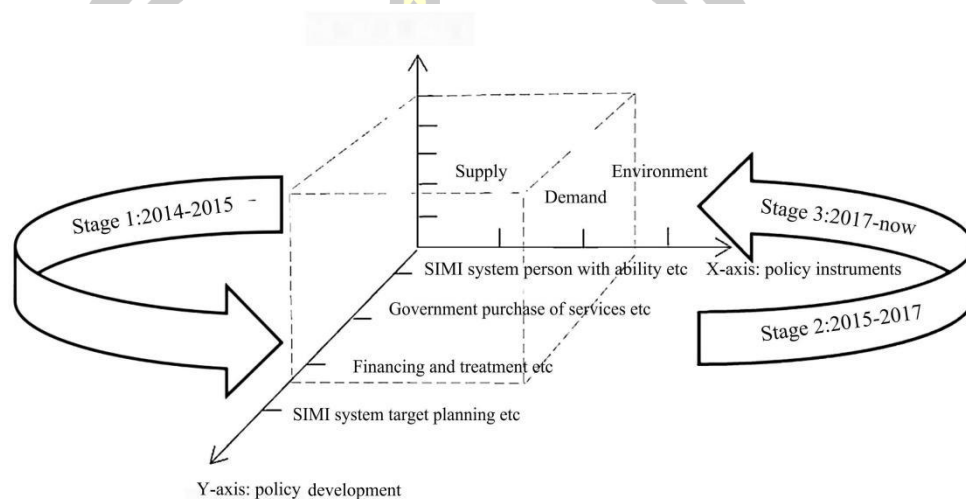 Supply
Environment
Demand
Stage 1:2014-2015
Stage 3:2017-now
SIMI system person with ability etc
X-axis: policy instruments
Government purchase of services etc
Stage 2:2015-2017
Financing and treatment etc
SIMI system target planning etc
Y-axis: policy development